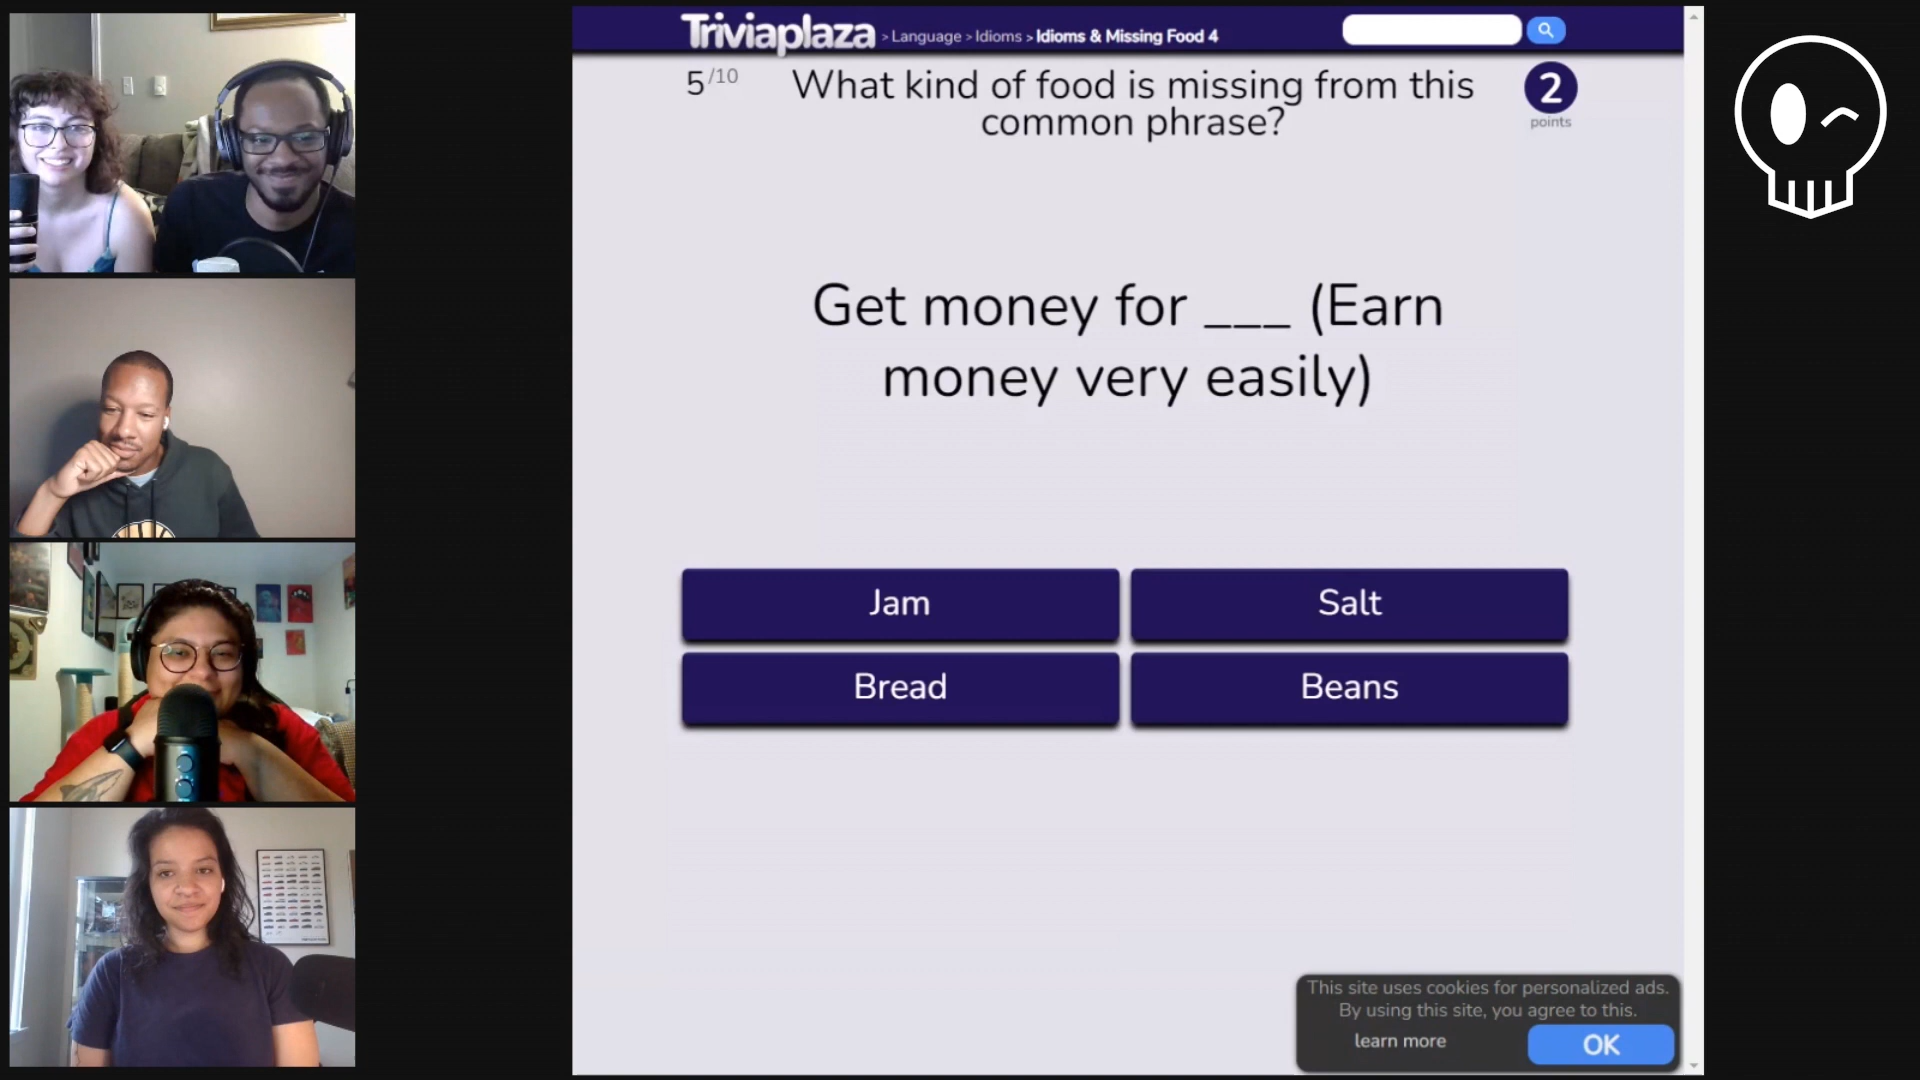 Triviaplaza > Language > Idioms > Idioms & Missing Food 4
5/10
What kind of food is missing from this
common phrase?
2
points
Get money for ___ (Earn
money very easily)
Jam
Salt
Bread
Beans
This site uses cookies for personalized ads.
By using this site, you agree to this.
learn more
OK